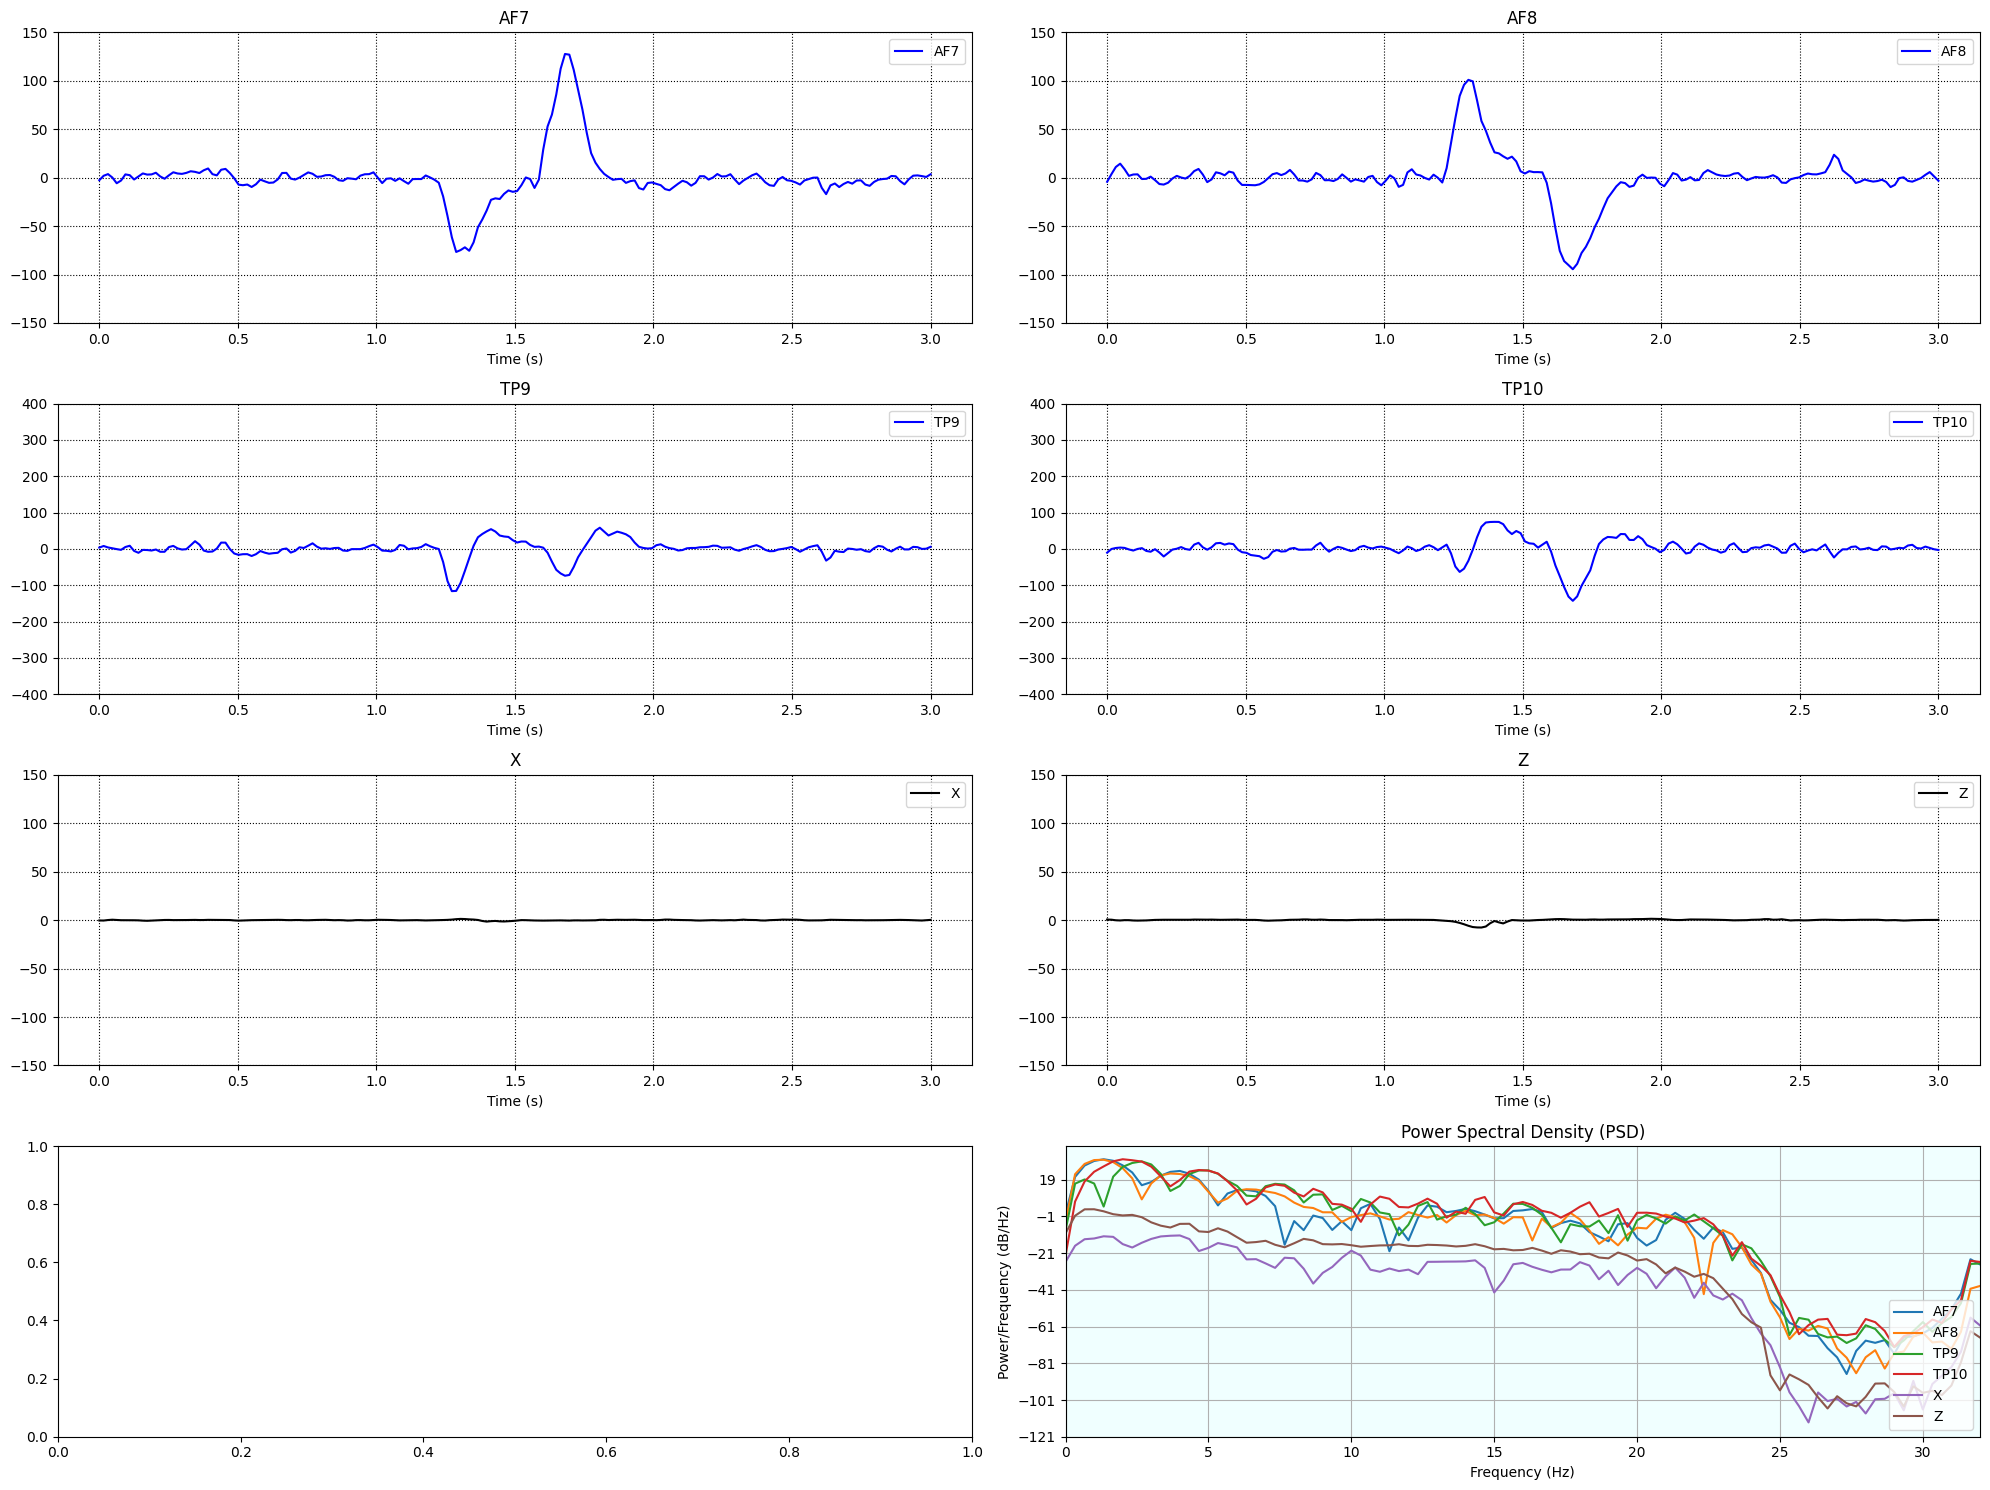 AF7
150
100
50
0
−50
−100
−150
AF7
0.0 0.5 1.0 1.5 2.0 2.5 3.0
Time (s)
AF8
150
100
50
0
−50
−100
−150
AF8
0.0 0.5 1.0 1.5 2.0 2.5 3.0
Time (s)
TP9
400
300
200
100
0
−100
−200
−300
−400
TP9
0.0 0.5 1.0 1.5 2.0 2.5 3.0
Time (s)
TP10
400
300
200
100
0
−100
−200
−300
−400
TP10
0.0 0.5 1.0 1.5 2.0 2.5 3.0
Time (s)
X
150
100
50
0
−50
−100
−150
X
0.0 0.5 1.0 1.5 2.0 2.5 3.0
Time (s)
Z
150
100
50
0
−50
−100
−150
Z
0.0 0.5 1.0 1.5 2.0 2.5 3.0
Time (s)
1.0
0.8
0.6
0.4
0.2
0.0
0.0 0.2 0.4 0.6 0.8 1.0
Power Spectral Density (PSD)
Power/Frequency (dB/Hz)
19
−1
−21
−41
−61
−81
−101
−121
AF7
AF8
TP9
TP10
X
Z
0 5 10 15 20 25 30
Frequency (Hz)